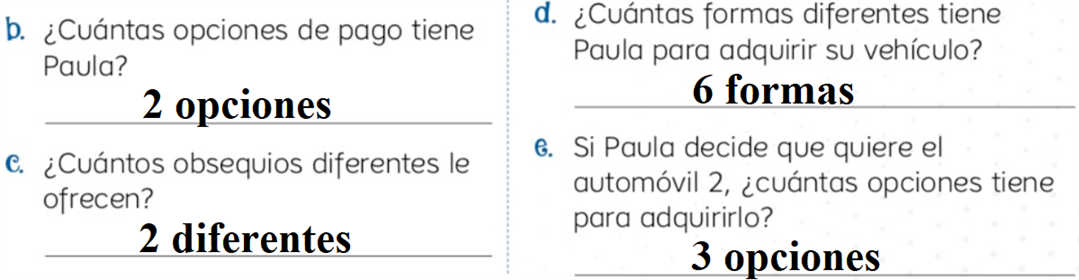 b. ¿Cuántas opciones de pago tiene
Paula?
2 opciones
c. ¿Cuántos obsequios diferentes le
ofrecen?
2 diferentes
d. ¿Cuántas formas diferentes tiene
Paula para adquirir su vehículo?
6 formas
e. Si Paula decide que quiere el
automóvil 2, ¿cuántas opciones tiene
para adquirirlo?
3 opciones